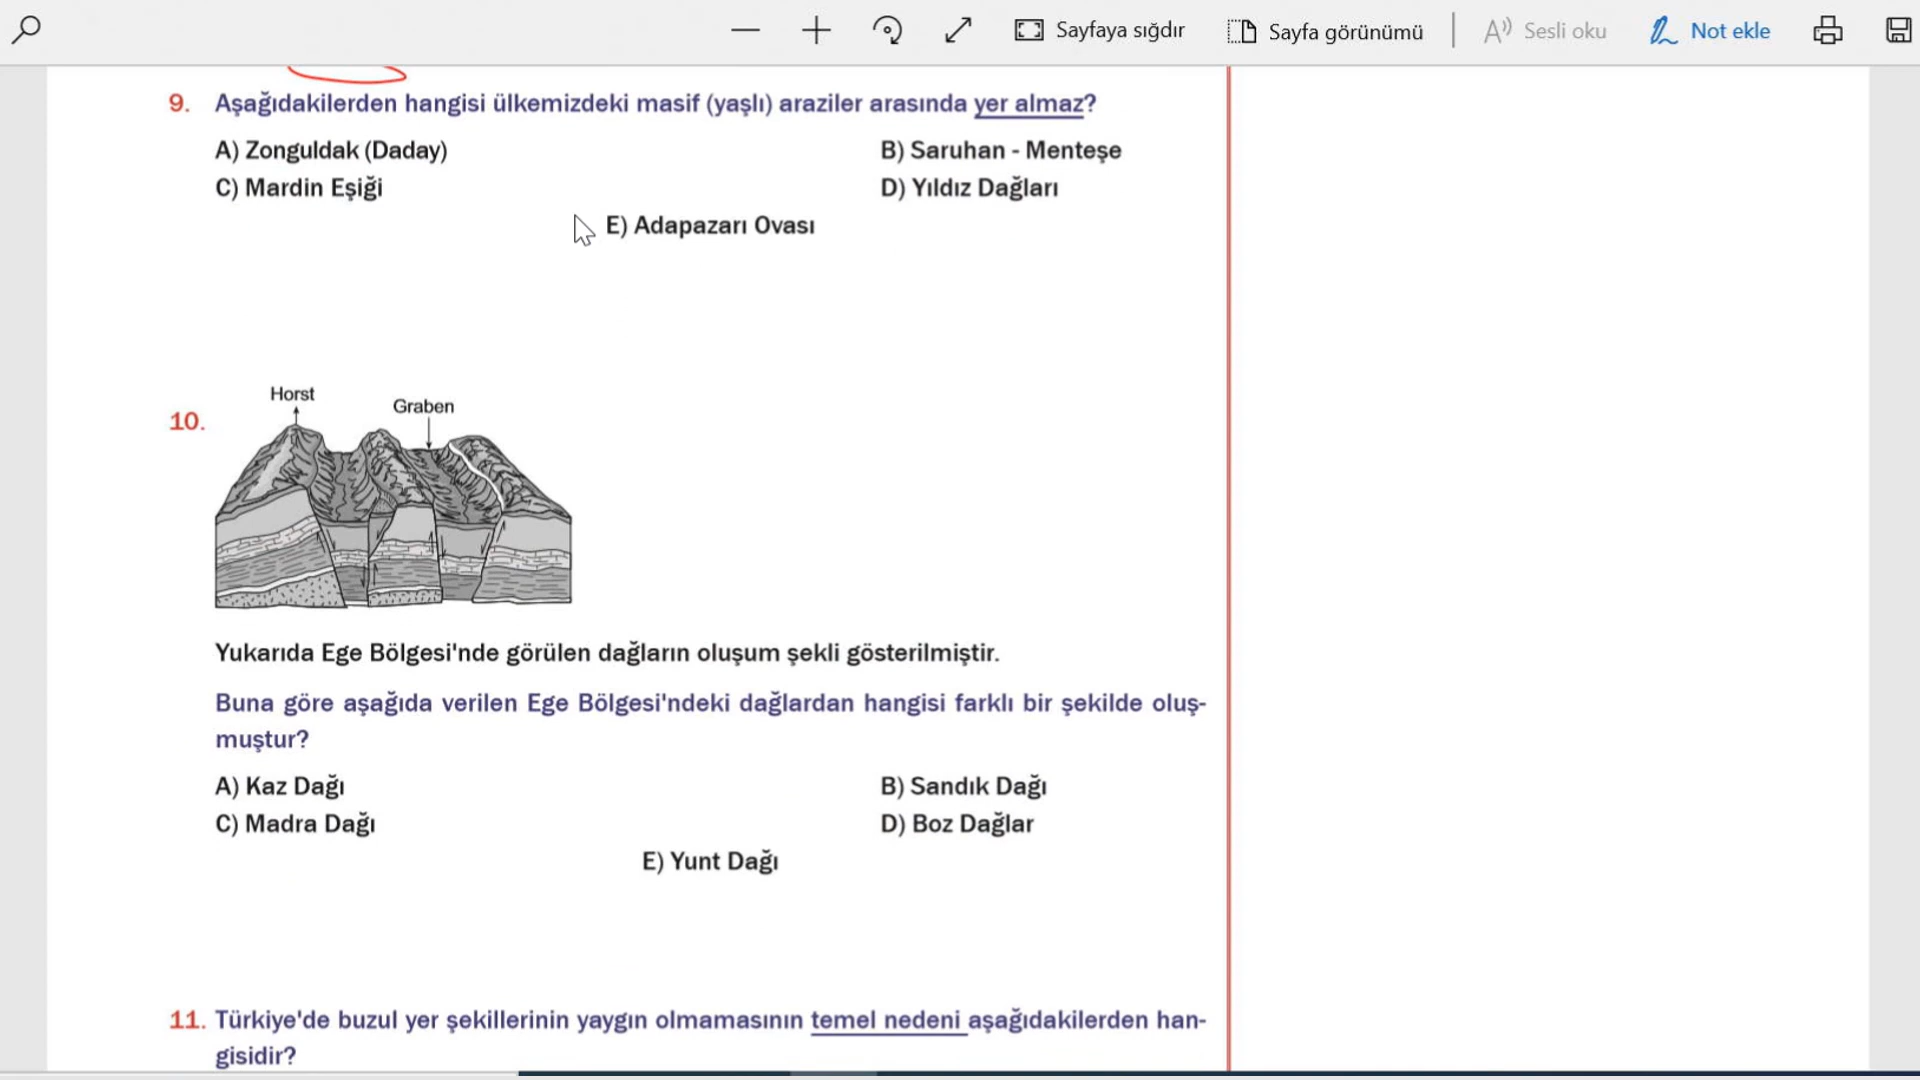 Sayfaya sığdır
Sayfa görünümü
Sesli oku
Not ekle
9. Aşağıdakilerden hangisi ülkemizdeki masif (yaşlı) araziler arasında yer almaz?
A) Zonguldak (Daday)
B) Saruhan - Menteşe
C) Mardin Eşiği
D) Yıldız Dağları
E) Adapazarı Ovası
10.
Horst
Graben
Yukarıda Ege Bölgesi'nde görülen dağların oluşum şekli gösterilmiştir.
Buna göre aşağıda verilen Ege Bölgesi'ndeki dağlardan hangisi farklı bir şekilde oluş-
muştur?
A) Kaz Dağı
B) Sandık Dağı
C) Madra Dağı
D) Boz Dağlar
E) Yunt Dağı
11. Türkiye'de buzul yer şekillerinin yaygın olmamasının temel nedeni aşağıdakilerden han-
gisidir?